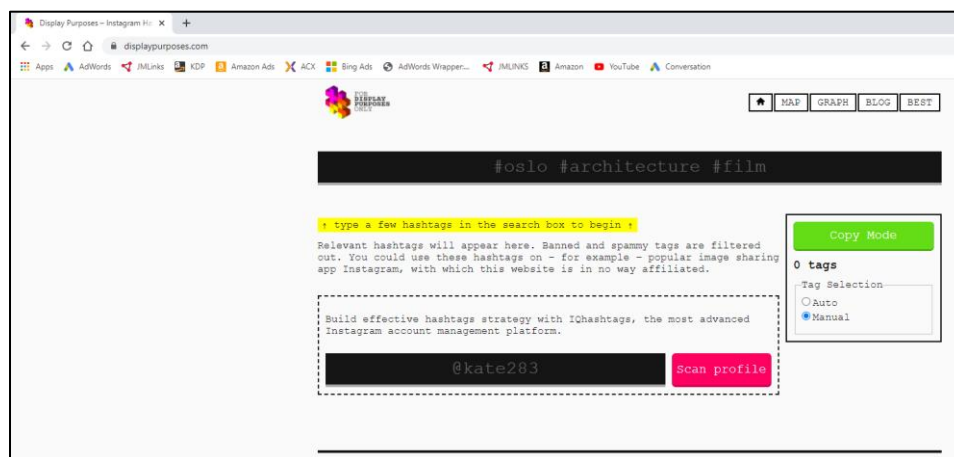 Display Purposes – Instagram Ha
displaypurposes.com
Apps AdWords JMLinks KDP Amazon Ads ACX Bing Ads AdWords Wrapper... JMLINKS Amazon YouTube Conversation
FOR
DISPLAY
PURPOSES
ONLY
MAP GRAPH BLOG BEST
#oslo #architecture #film
↑ type a few hashtags in the search box to begin ↑
Relevant hashtags will appear here. Banned and spammy tags are filtered
out. You could use these hashtags on – for example – popular image sharing
app Instagram, with which this website is in no way affiliated.
Copy Mode
0 tags
Tag Selection
Auto
Manual
Build effective hashtags strategy with IQhashtags, the most advanced
Instagram account management platform.
@kate283
Scan profile